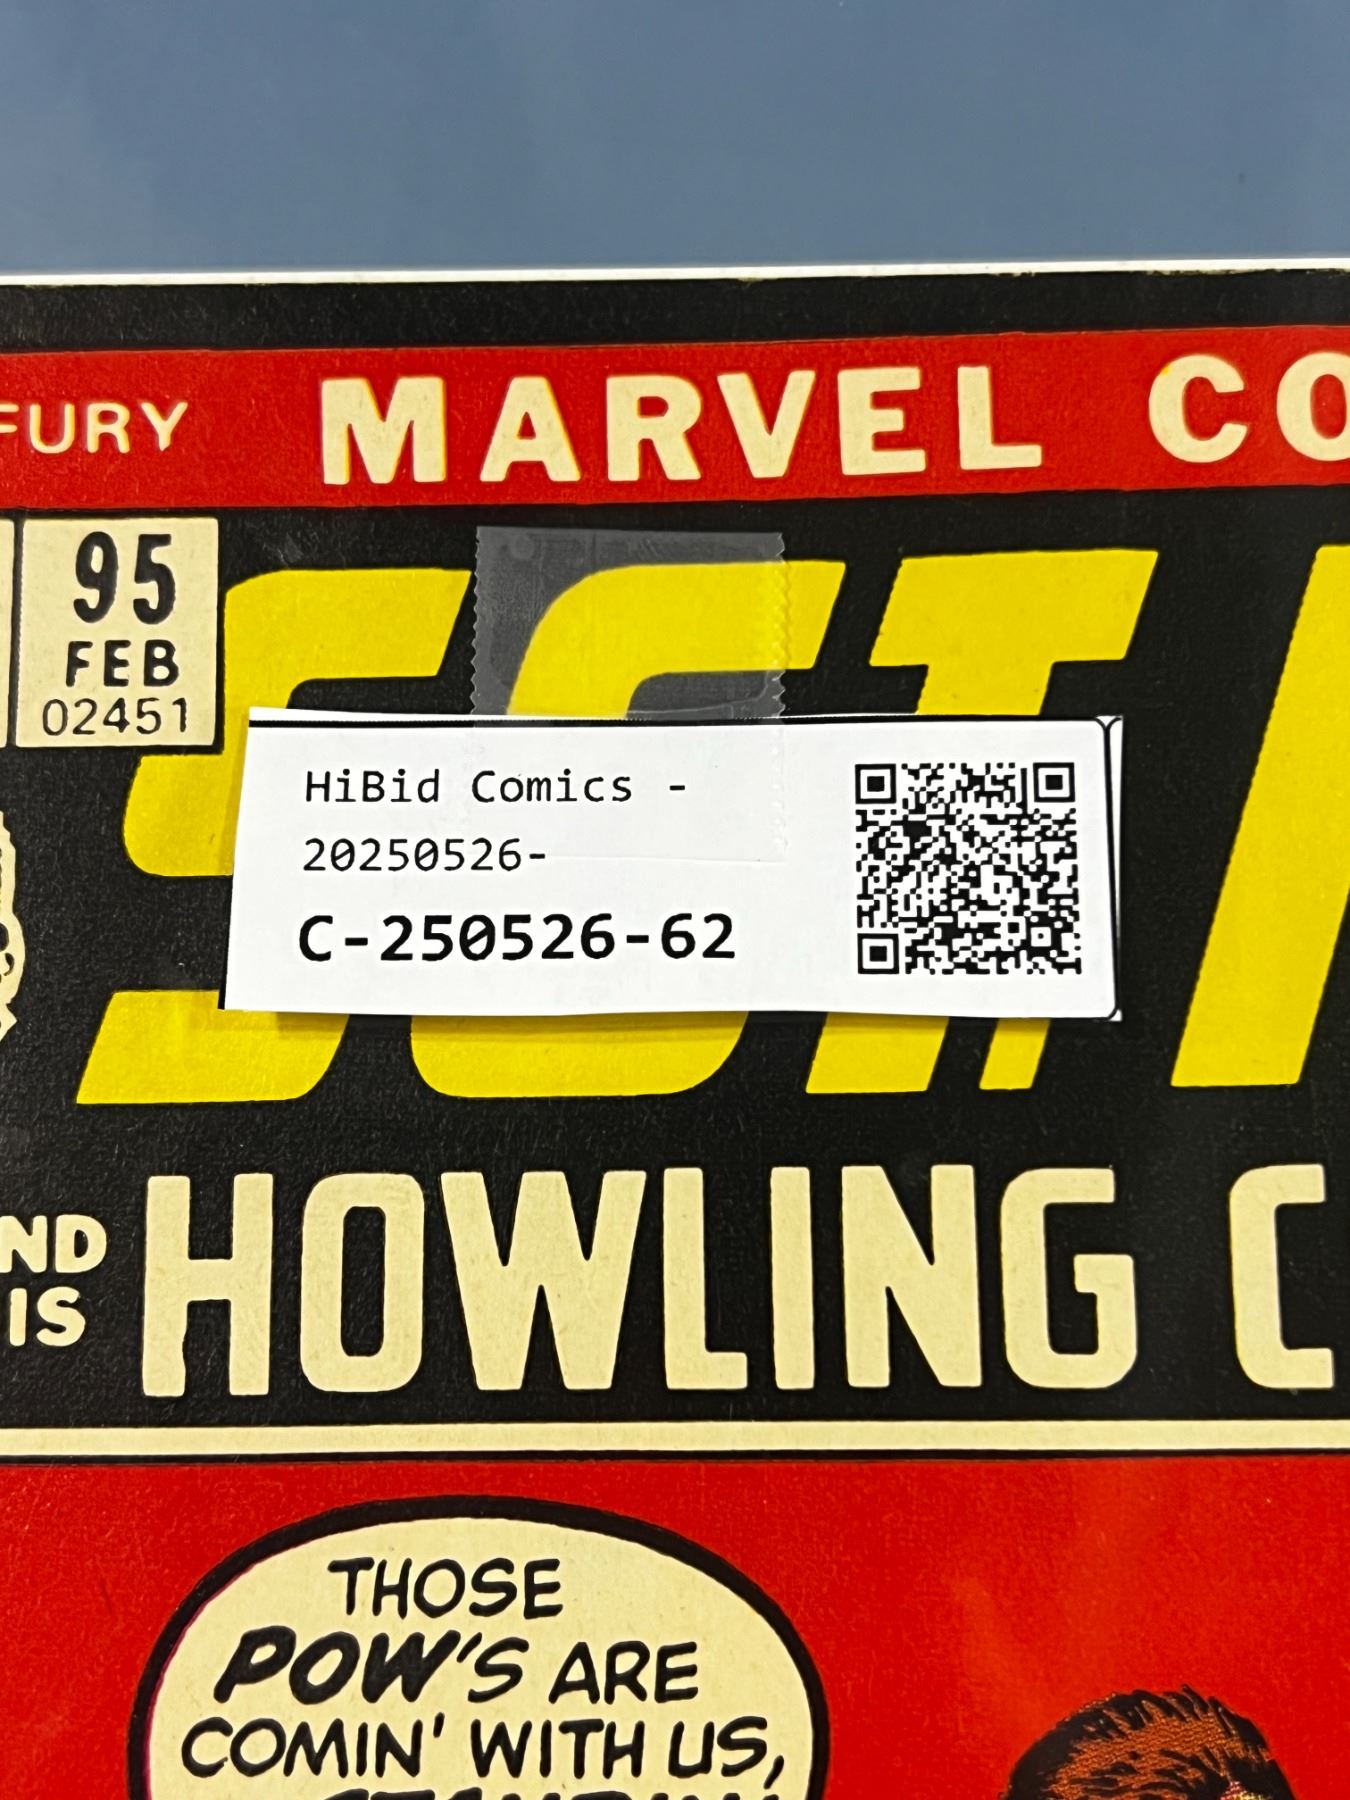 FURY MARVEL CO
95
FEB
02451
SGT
HiBid Comics -
20250526-
C-250526-62
ND
IS
HOWLING C
THOSE
POW'S ARE
COMIN' WITH US,